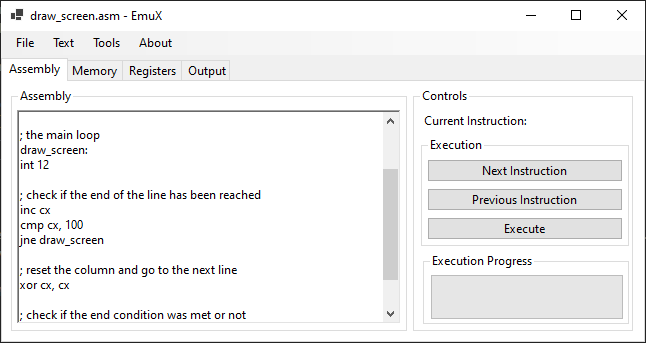 draw_screen.asm - EmuX
File Text Tools About
Assembly Memory Registers Output
Assembly
; the main loop
draw_screen:
int 12
; check if the end of the line has been reached
inc cx
cmp cx, 100
jne draw_screen
; reset the column and go to the next line
xor cx, cx
; check if the end condition was met or not
Controls
Current Instruction:
Execution
Next Instruction
Previous Instruction
Execute
Execution Progress